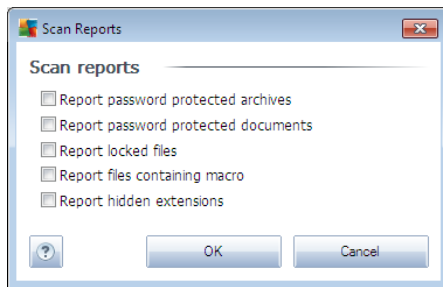 Scan Reports
Scan reports
Report password protected archives
Report password protected documents
Report locked files
Report files containing macro
Report hidden extensions
?
OK
Cancel